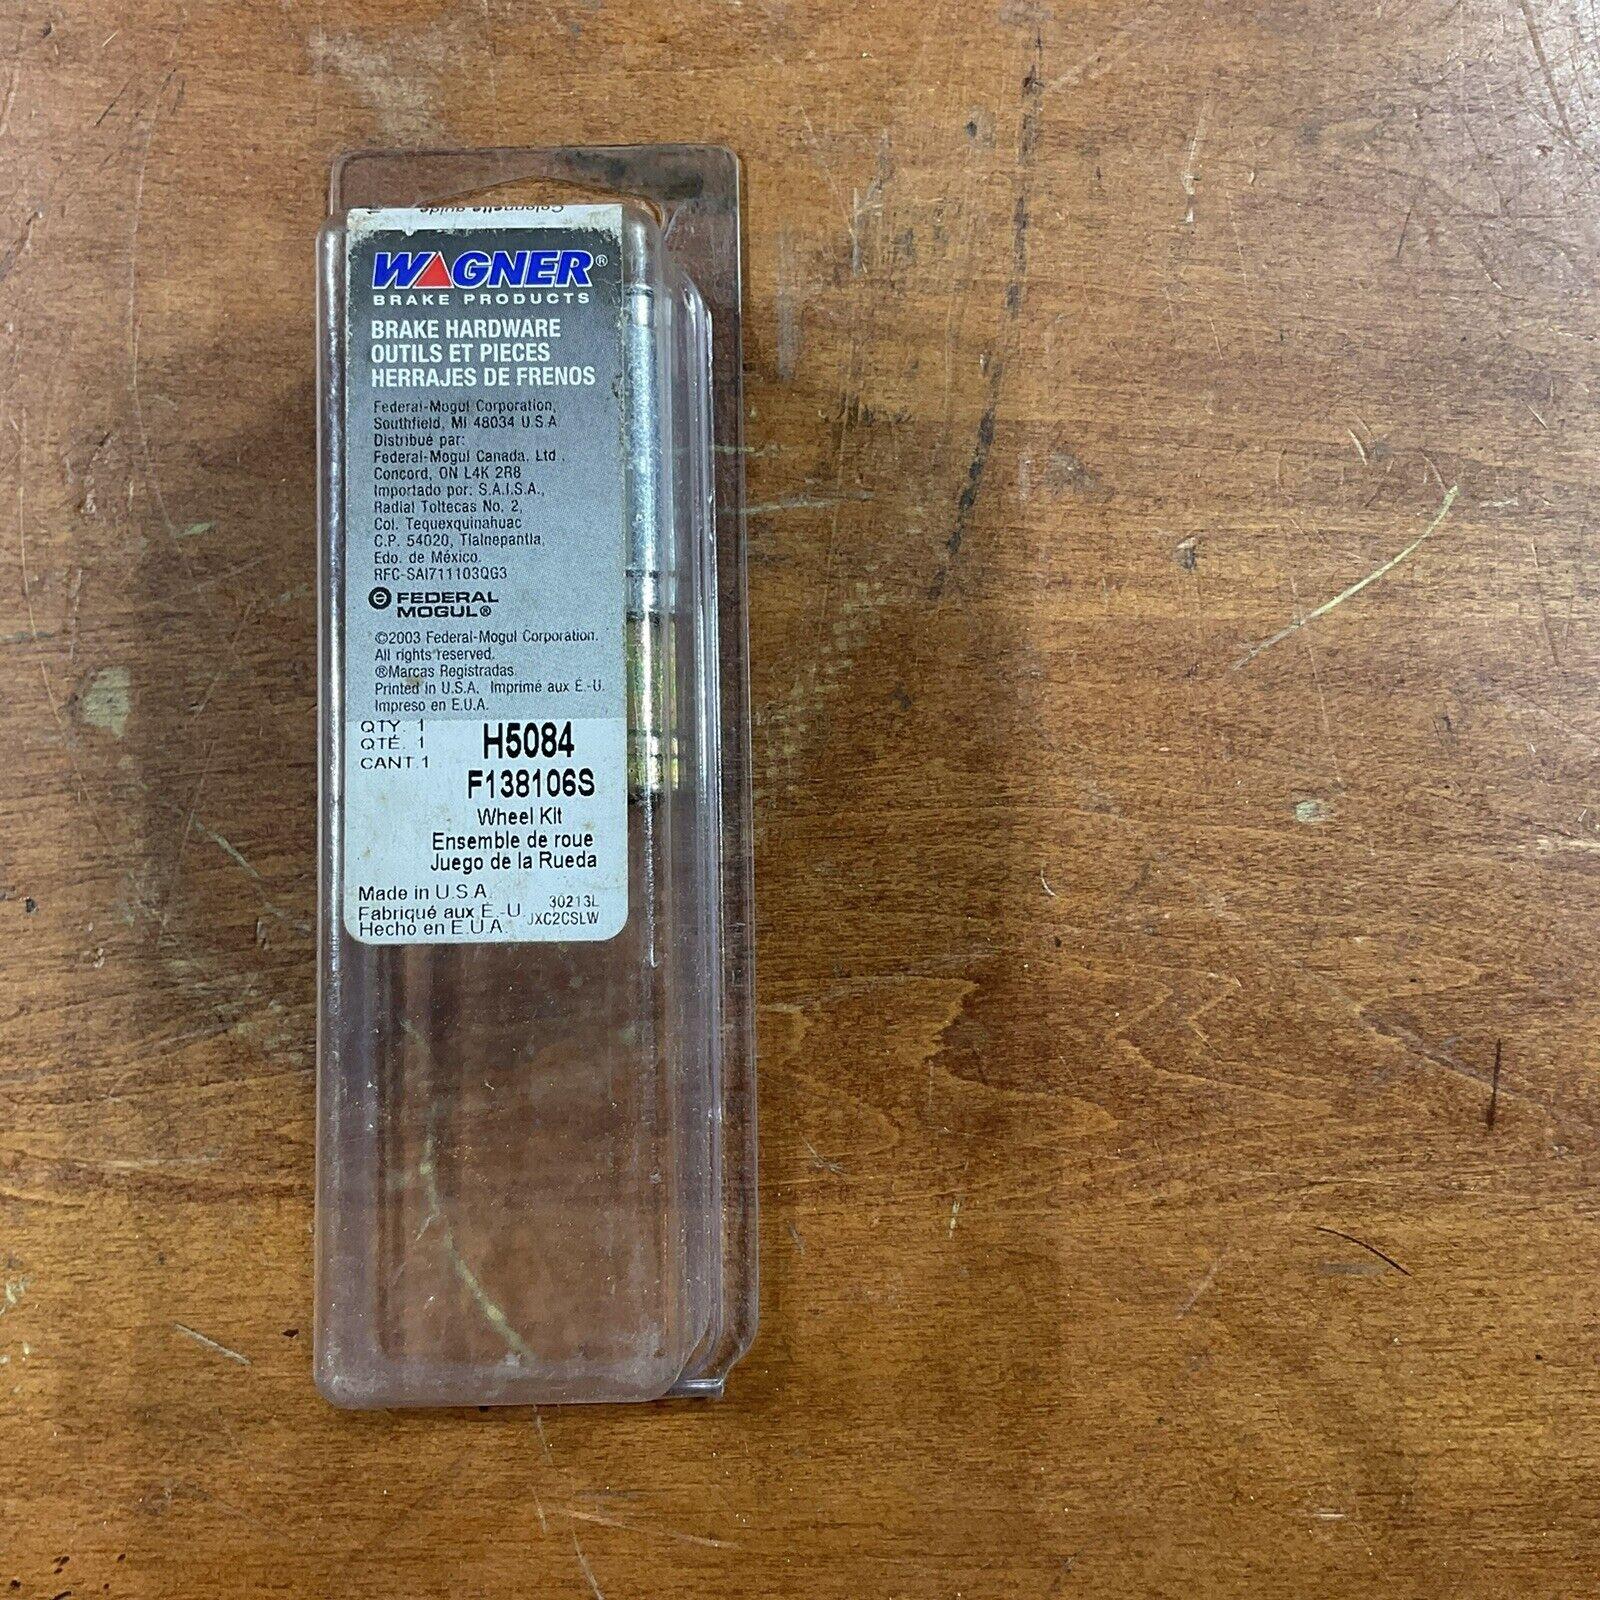 Colonnette guide
WAGNER®
BRAKE PRODUCTS
BRAKE HARDWARE
OUTILS ET PIECES
HERRAJES DE FRENOS
Federal-Mogul Corporation,
Southfield, MI 48034 U.S.A
Distribué par:
Federal-Mogul Canada, Ltd.,
Concord, ON L4K 2R8
Importado por: S.A.I.S.A.,
Radial Toltecas No. 2,
Col. Tequexquinahuac
C.P. 54020, Tlalnepantla,
Edo. de México.
RFC-SAI711103QG3
FEDERAL
MOGUL®
©2003 Federal-Mogul Corporation.
All rights reserved.
®Marcas Registradas
Printed in U.S.A. Imprimé aux É.-U.
Impreso en E.U.A.
QTY. 1
QTÉ. 1
CANT.1
H5084
F138106S
Wheel Kit
Ensemble de roue
Juego de la Rueda
Made in U.S.A.
Fabriqué aux É.-U.
Hecho en E.U.A.
30213L
JXC2CSLW